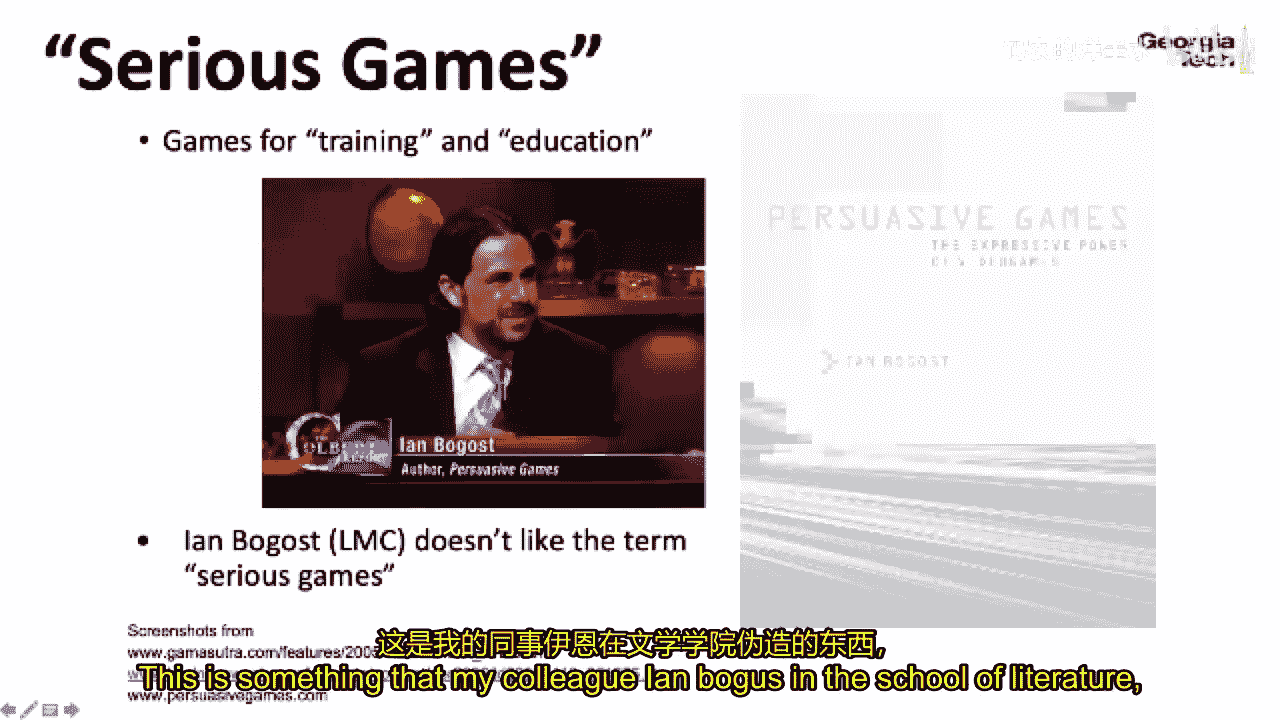 “Serious Games”
Georgia
Tech
• Games for “training” and “education”
PERSUASIVE GAMES
THE EXPRESSIVE POWER
OF VIDEOGAMES
IAN BOGOST
Ian Bogost
Author, Persuasive Games
• Ian Bogost (LMC) doesn’t like the term
“serious games”
Screenshots from
www.gamasutra.com/features/200
www.persuasivegames.com
这是我的同事伊恩在文学学院伪造的东西,
This is something that my colleague Ian bogus in the school of literature,